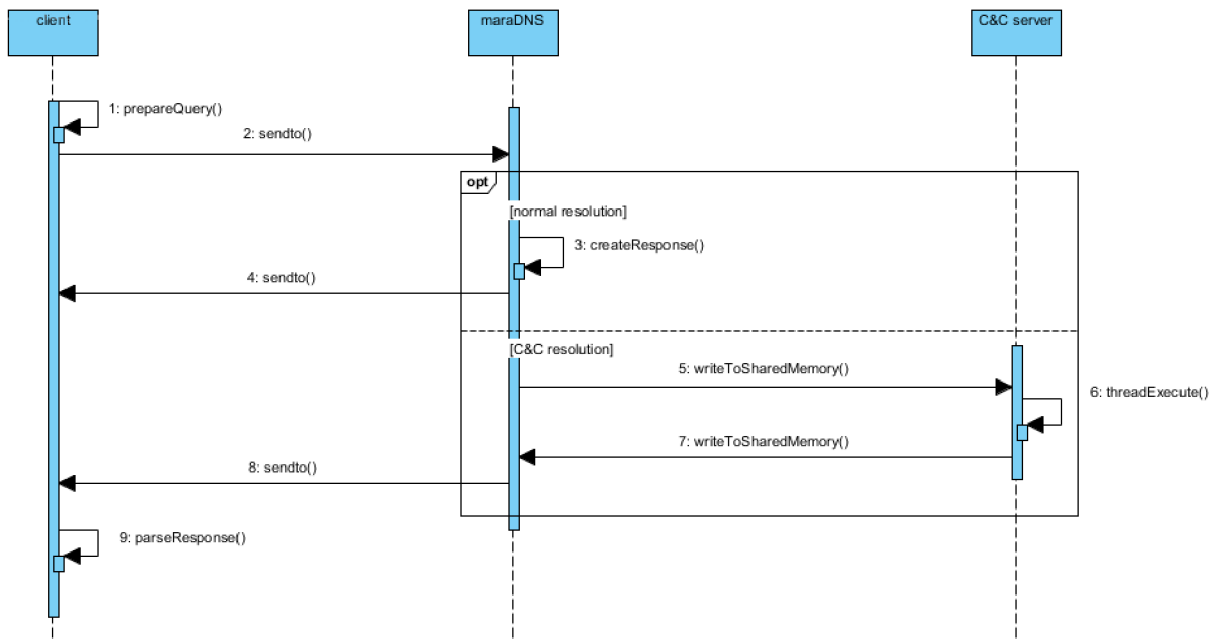 client
maraDNS
C&C server
1: prepareQuery()
2: sendto()
opt
[normal resolution]
3: createResponse()
4: sendto()
[C&C resolution]
5: writeToSharedMemory()
6: threadExecute()
7: writeToSharedMemory()
8: sendto()
9: parseResponse()